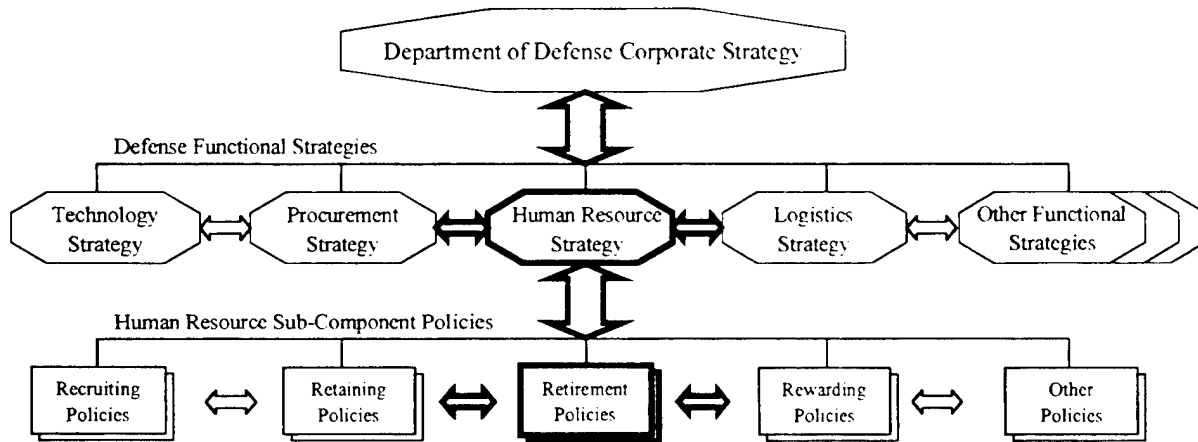 Department of Defense Corporate Strategy
Defense Functional Strategies
Technology
Strategy
Procurement
Strategy
Human Resource
Strategy
Logistics
Strategy
Other Functional
Strategies
Human Resource Sub-Component Policies
Recruiting
Policies
Retaining
Policies
Retirement
Policies
Rewarding
Policies
Other
Policies